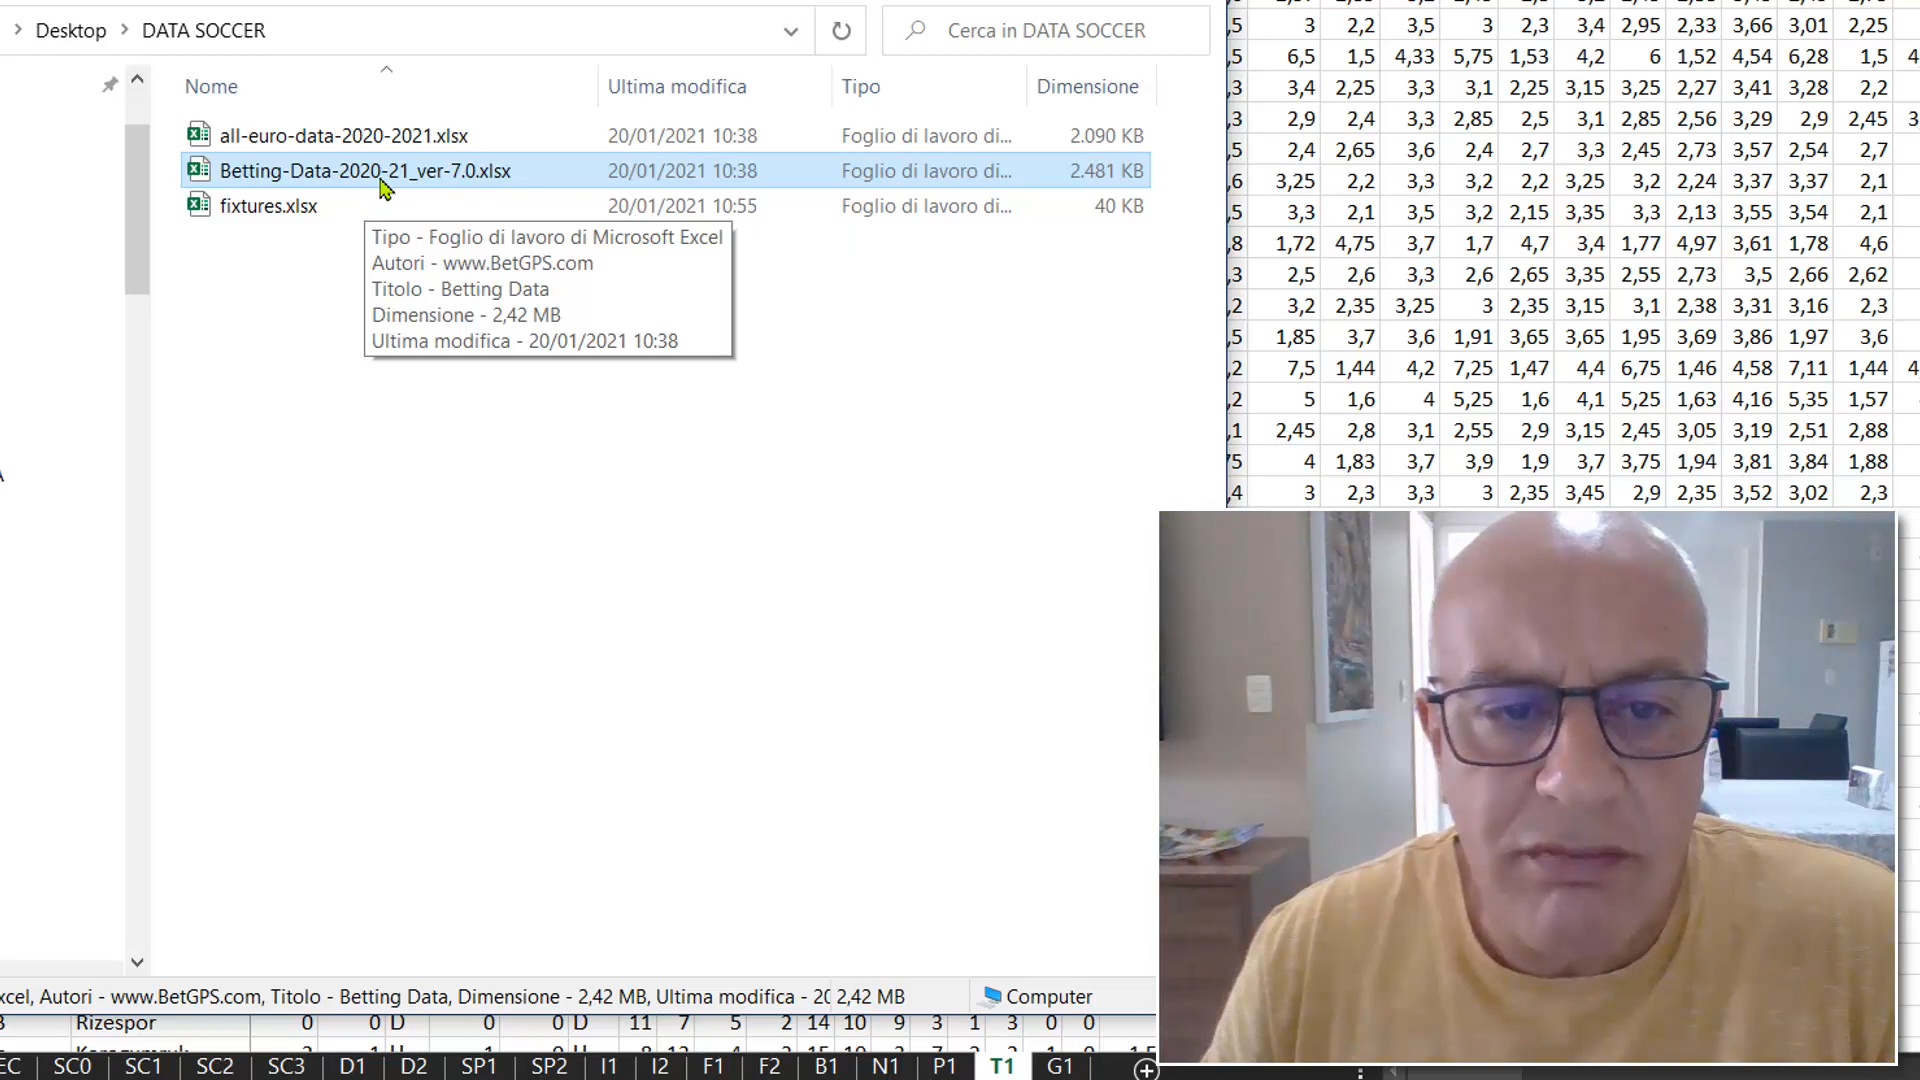 Desktop > DATA SOCCER
Cerca in DATA SOCCER
Nome Ultima modifica Tipo Dimensione
all-euro-data-2020-2021.xlsx 20/01/2021 10:38 Foglio di lavoro di... 2.090 KB
Betting-Data-2020-21_ver-7.0.xlsx 20/01/2021 10:38 Foglio di lavoro di... 2.481 KB
fixtures.xlsx 20/01/2021 10:55 Foglio di lavoro di... 40 KB
Tipo - Foglio di lavoro di Microsoft Excel
Autori - www.BetGPS.com
Titolo - Betting Data
Dimensione - 2,42 MB
Ultima modifica - 20/01/2021 10:38
,5 3 2,2 3,5 3 2,3 3,4 2,95 2,33 3,66 3,01 2,25
,5 6,5 1,5 4,33 5,75 1,53 4,2 6 1,52 4,54 6,28 1,5 4
,3 3,4 2,25 3,3 3,1 2,25 3,15 3,25 2,27 3,41 3,28 2,2
,3 2,9 2,4 3,3 2,85 2,5 3,1 2,85 2,56 3,29 2,9 2,45 3
,5 2,4 2,65 3,6 2,4 2,7 3,3 2,45 2,73 3,57 2,54 2,7
,6 3,25 2,2 3,3 3,2 2,2 3,25 3,2 2,24 3,37 3,37 2,1
,5 3,3 2,1 3,5 3,2 2,15 3,35 3,3 2,13 3,55 3,54 2,1
,8 1,72 4,75 3,7 1,7 4,7 3,4 1,77 4,97 3,61 1,78 4,6
,3 2,5 2,6 3,3 2,6 2,65 3,35 2,55 2,73 3,5 2,66 2,62
,2 3,2 2,35 3,25 3 2,35 3,15 3,1 2,38 3,31 3,16 2,3
,5 1,85 3,7 3,6 1,91 3,65 3,65 1,95 3,69 3,86 1,97 3,6
,2 7,5 1,44 4,2 7,25 1,47 4,4 6,75 1,46 4,58 7,11 1,44 4
,2 5 1,6 4 5,25 1,6 4,1 5,25 1,63 4,16 5,35 1,57
,1 2,45 2,8 3,1 2,55 2,9 3,15 2,45 3,05 3,19 2,51 2,88
75 4 1,83 3,7 3,9 1,9 3,7 3,75 1,94 3,81 3,84 1,88
,4 3 2,3 3,3 3 2,35 3,45 2,9 2,35 3,52 3,02 2,3
xcel, Autori - www.BetGPS.com, Titolo - Betting Data, Dimensione - 2,42 MB, Ultima modifica - 20 2,42 MB Computer
Rizespor 0 0 D 0 0 D 11 7 5 2 14 10 9 3 1 3 0 0
EC SC0 SC1 SC2 SC3 D1 D2 SP1 SP2 I1 I2 F1 F2 B1 N1 P1 T1 G1